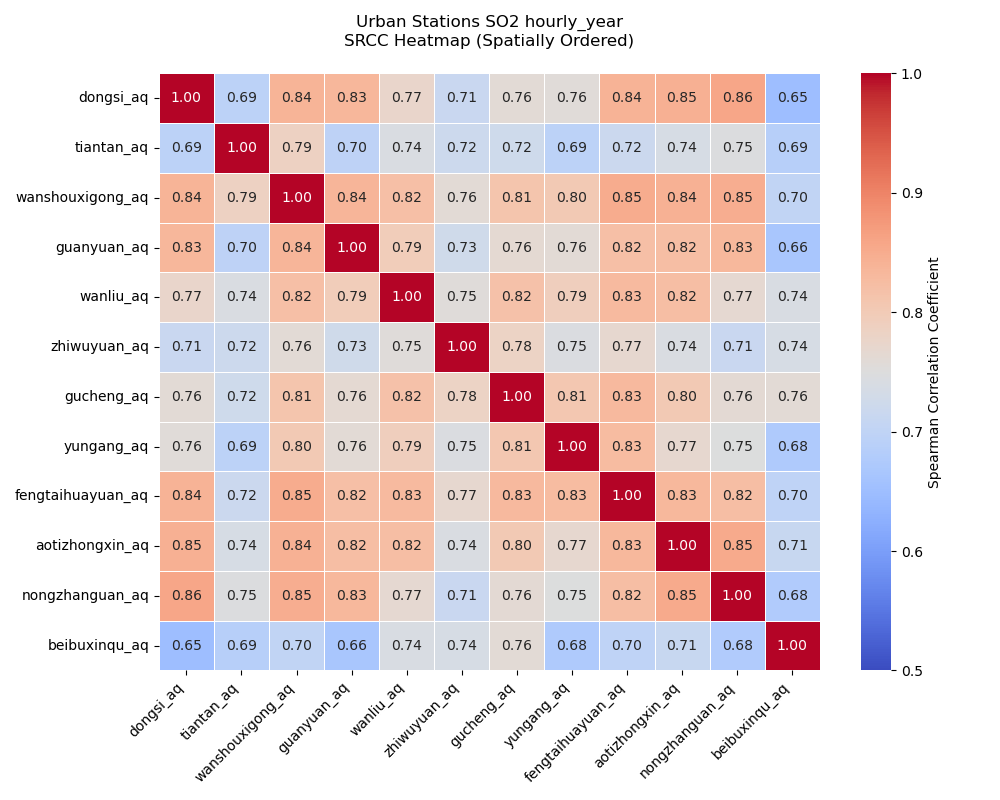 Urban Stations SO2 hourly_year
SRCC Heatmap (Spatially Ordered)
dongsi_aq 1.00 0.69 0.84 0.83 0.77 0.71 0.76 0.76 0.84 0.85 0.86 0.65
tiantan_aq 0.69 1.00 0.79 0.70 0.74 0.72 0.72 0.69 0.72 0.74 0.75 0.69
wanshouxigong_aq 0.84 0.79 1.00 0.84 0.82 0.76 0.81 0.80 0.85 0.84 0.85 0.70
guanyuan_aq 0.83 0.70 0.84 1.00 0.79 0.73 0.76 0.76 0.82 0.82 0.83 0.66
wanliu_aq 0.77 0.74 0.82 0.79 1.00 0.75 0.82 0.79 0.83 0.82 0.77 0.74
zhiwuyuan_aq 0.71 0.72 0.76 0.73 0.75 1.00 0.78 0.75 0.77 0.74 0.71 0.74
gucheng_aq 0.76 0.72 0.81 0.76 0.82 0.78 1.00 0.81 0.83 0.80 0.76 0.76
yungang_aq 0.76 0.69 0.80 0.76 0.79 0.75 0.81 1.00 0.83 0.77 0.75 0.68
fengtaihuayuan_aq 0.84 0.72 0.85 0.82 0.83 0.77 0.83 0.83 1.00 0.83 0.82 0.70
aotizhongxin_aq 0.85 0.74 0.84 0.82 0.82 0.74 0.80 0.77 0.83 1.00 0.85 0.71
nongzhanguan_aq 0.86 0.75 0.85 0.83 0.77 0.71 0.76 0.75 0.82 0.85 1.00 0.68
beibuxinqu_aq 0.65 0.69 0.70 0.66 0.74 0.74 0.76 0.68 0.70 0.71 0.68 1.00
dongsi_aq
tiantan_aq
wanshouxigong_aq
guanyuan_aq
wanliu_aq
zhiwuyuan_aq
gucheng_aq
yungang_aq
fengtaihuayuan_aq
aotizhongxin_aq
nongzhanguan_aq
beibuxinqu_aq
1.0
0.9
0.8
0.7
0.6
0.5
Spearman Correlation Coefficient